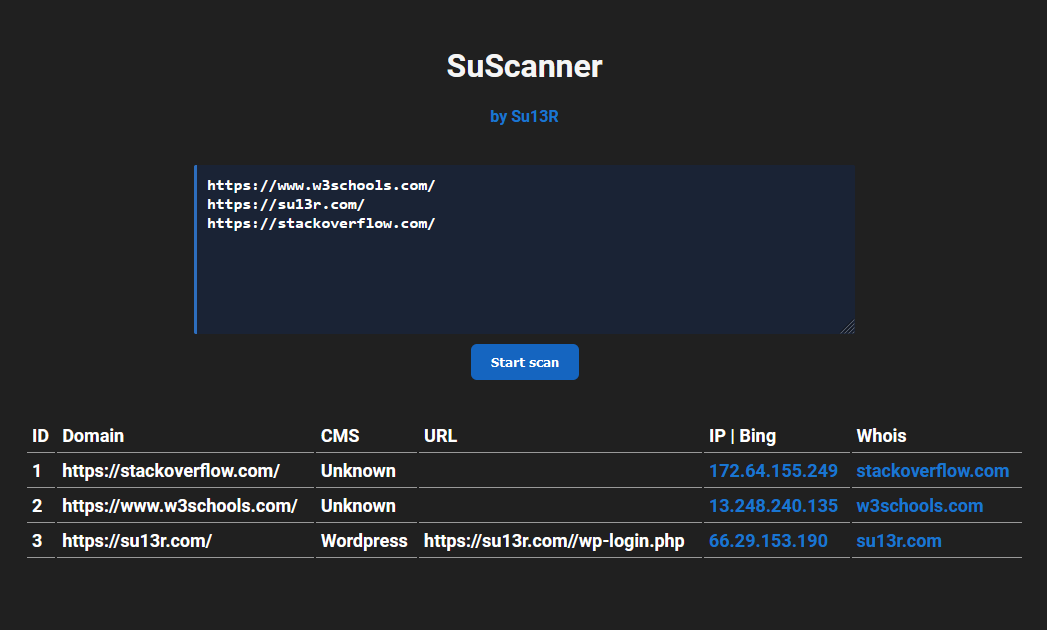 SuScanner
by Su13R
https://www.w3schools.com/
https://su13r.com/
https://stackoverflow.com/
Start scan
ID Domain CMS URL IP | Bing Whois
1 https://stackoverflow.com/ Unknown 172.64.155.249 stackoverflow.com
2 https://www.w3schools.com/ Unknown 13.248.240.135 w3schools.com
3 https://su13r.com/ Wordpress https://su13r.com//wp-login.php 66.29.153.190 su13r.com